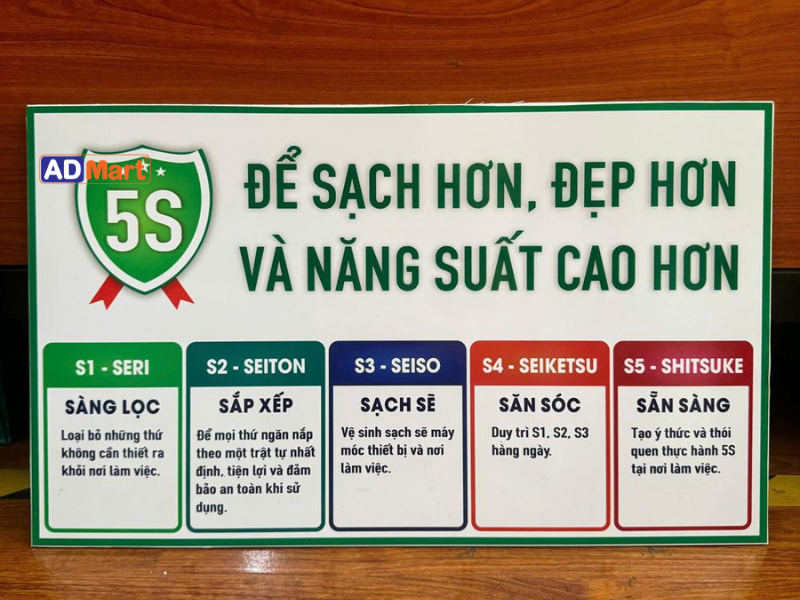 AD Mart
5S
ĐỂ SẠCH HƠN, ĐẸP HƠN
VÀ NĂNG SUẤT CAO HƠN
S1 - SERI
SÀNG LỌC
Loại bỏ những thứ
không cần thiết ra
khỏi nơi làm việc.
S2 - SEITON
SẮP XẾP
Để mọi thứ ngăn nắp
theo một trật tự nhất
định, tiện lợi và đảm
bảo an toàn khi sử
dụng.
S3 - SEISO
SẠCH SẼ
Vệ sinh sạch sẽ máy
móc thiết bị và nơi
làm việc.
S4 - SEIKETSU
SĂN SÓC
Duy trì S1, S2, S3
hàng ngày.
S5 - SHITSUKE
SẴN SÀNG
Tạo ý thức và thói
quen thực hành 5S
tại nơi làm việc.